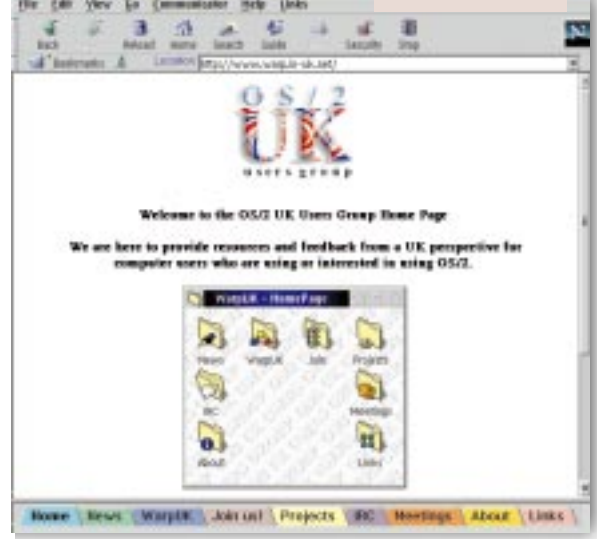 File Edit View Go Communicator Help Links
Back Reload Home Search Guide Security Stop
Bookmarks Location http://www.warp.in-uk.net/
OS/2
UK
users group
Welcome to the OS/2 UK Users Group Home Page
We are here to provide resources and feedback from a UK perspective for
computer users who are using or interested in using OS/2.
WarpUK - HomePage
News WarpUK Join Projects
IRC Meetings
About Links
Home News WarpUK Join us! Projects IRC Meetings About Links